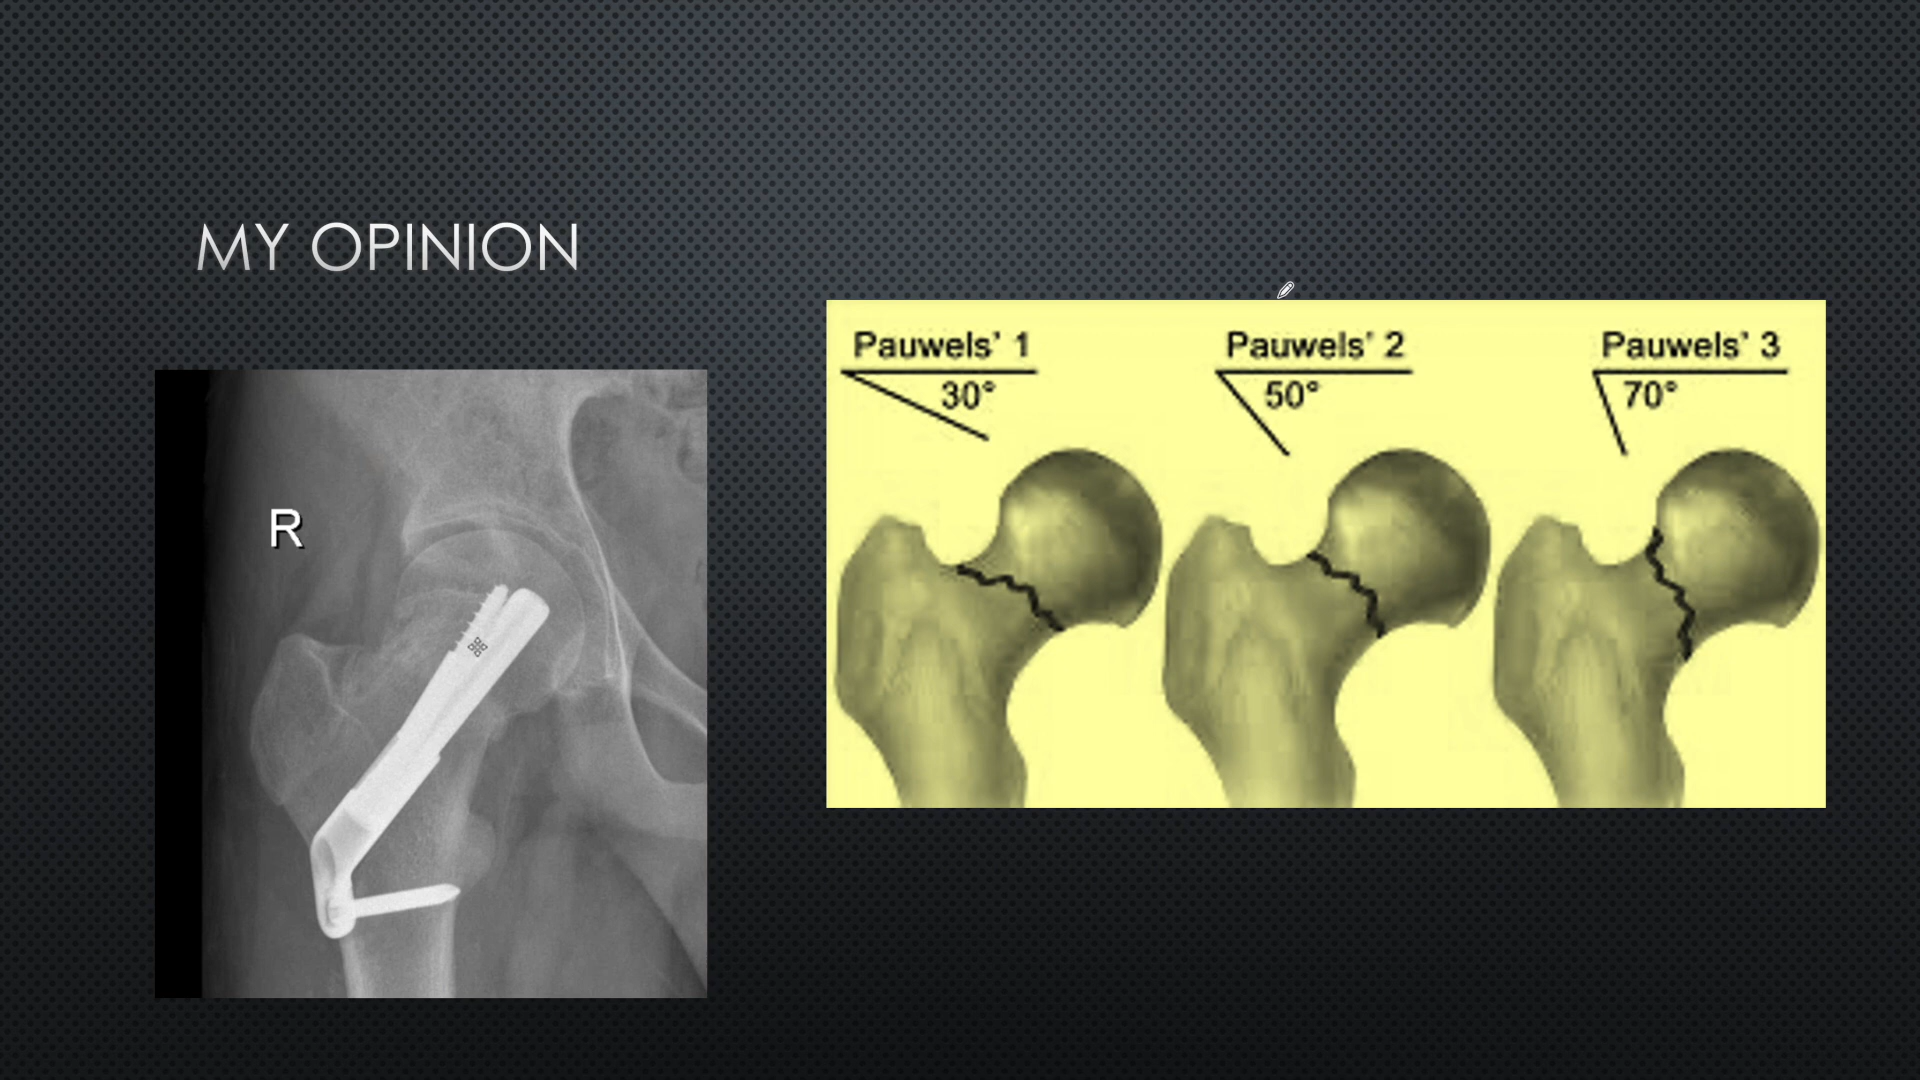 MY OPINION
R
Pauwels' 1
30°
Pauwels' 2
50°
Pauwels' 3
70°